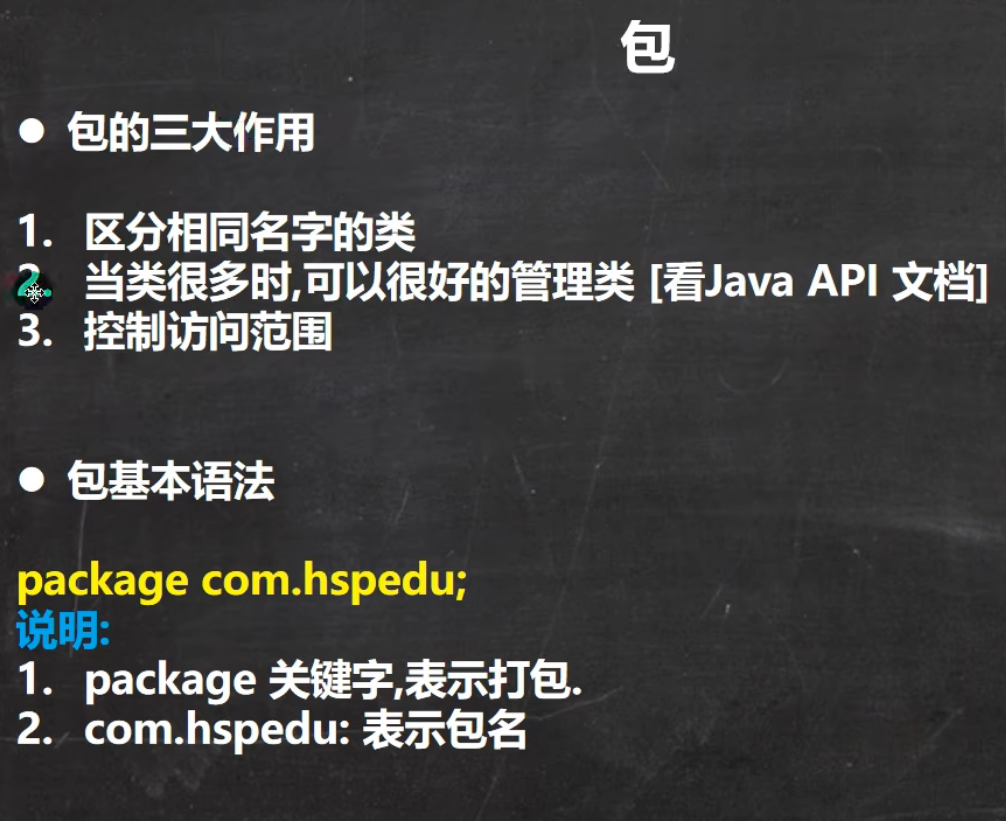 包
● 包的三大作用
1. 区分相同名字的类
2. 当类很多时,可以很好的管理类 [看Java API 文档]
3. 控制访问范围
● 包基本语法
package com.hspedu;
说明:
1. package 关键字,表示打包.
2. com.hspedu: 表示包名